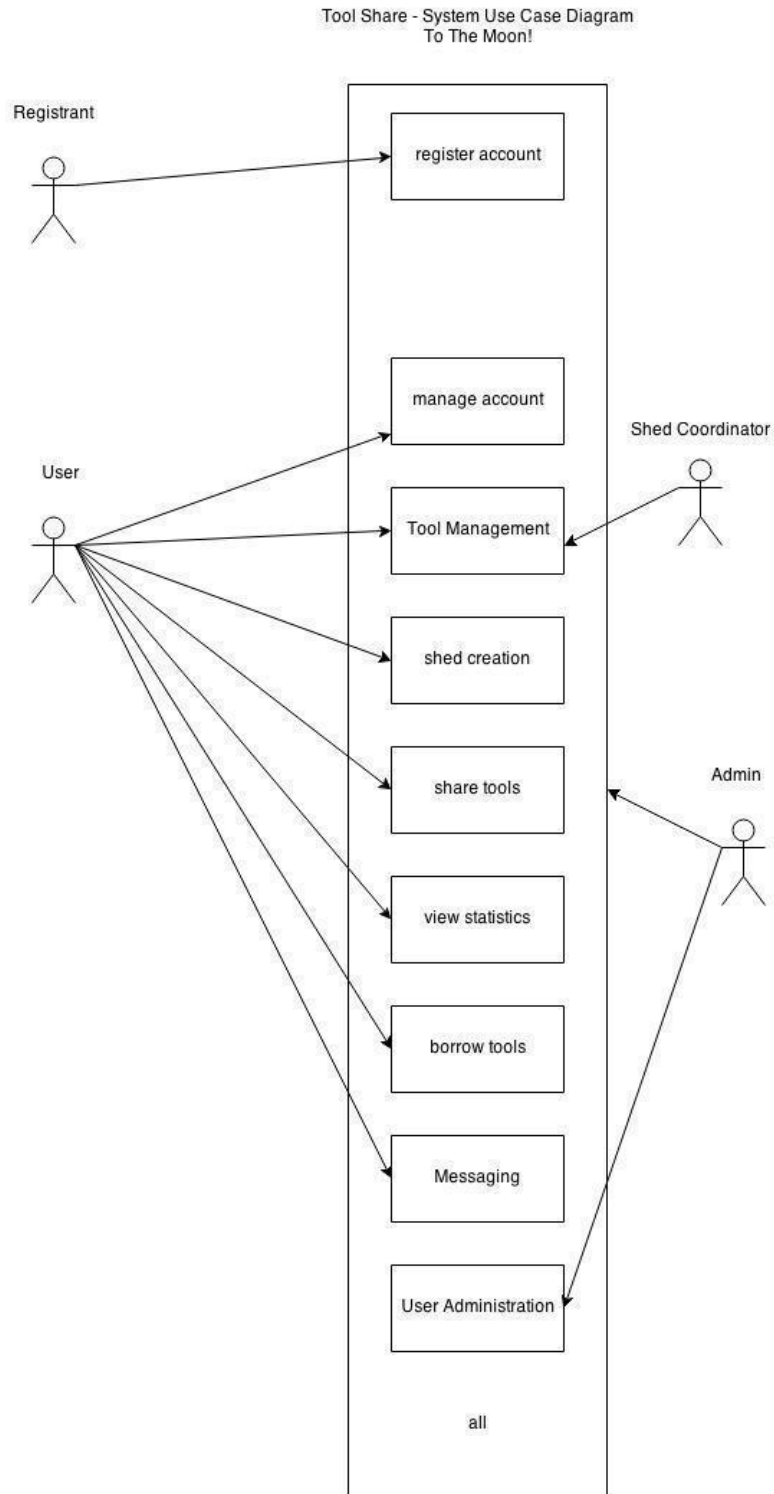 Tool Share - System Use Case Diagram
To The Moon!
Registrant
register account
manage account
Shed Coordinator
User
Tool Management
shed creation
Admin
share tools
view statistics
borrow tools
Messaging
User Administration
all